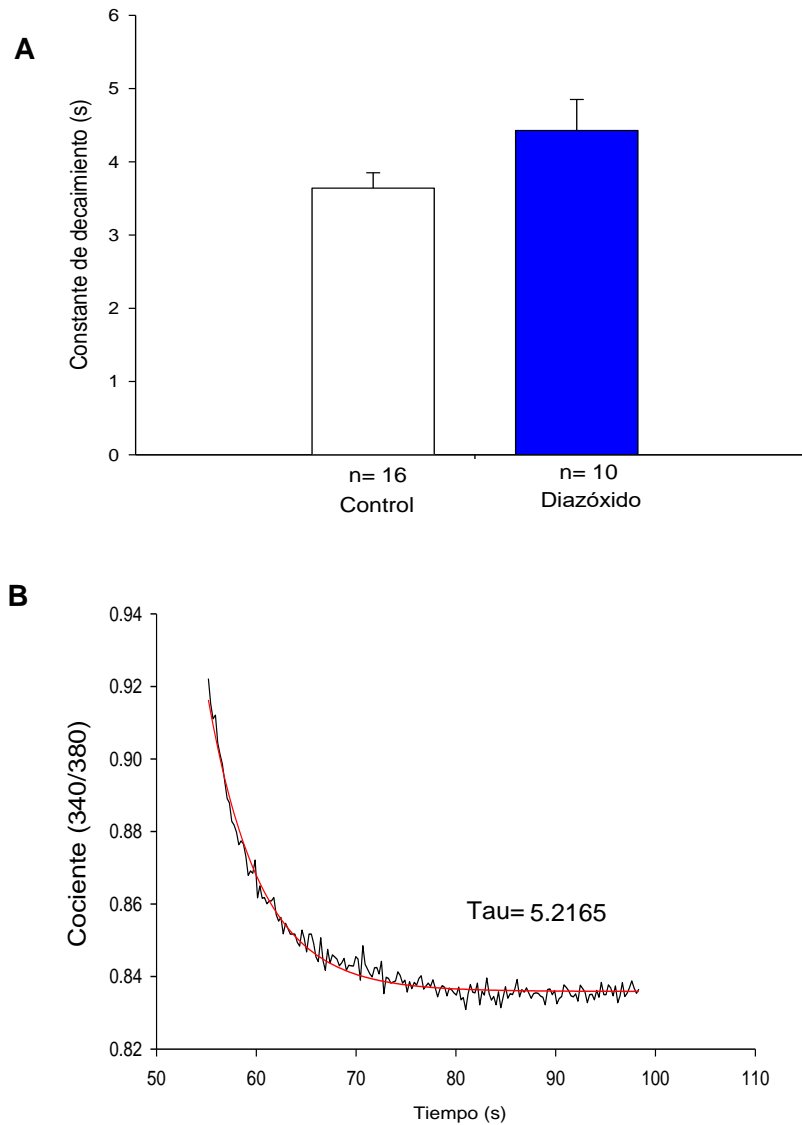 A
Constante de decaimiento (s)
6
5
4
3
2
1
0
n= 16
n= 10
Control
Diazóxido
B
Cociente (340/380)
0.94
0.92
0.90
0.88
0.86
0.84
0.82
Tau= 5.2165
50 60 70 80 90 100 110
Tiempo (s)